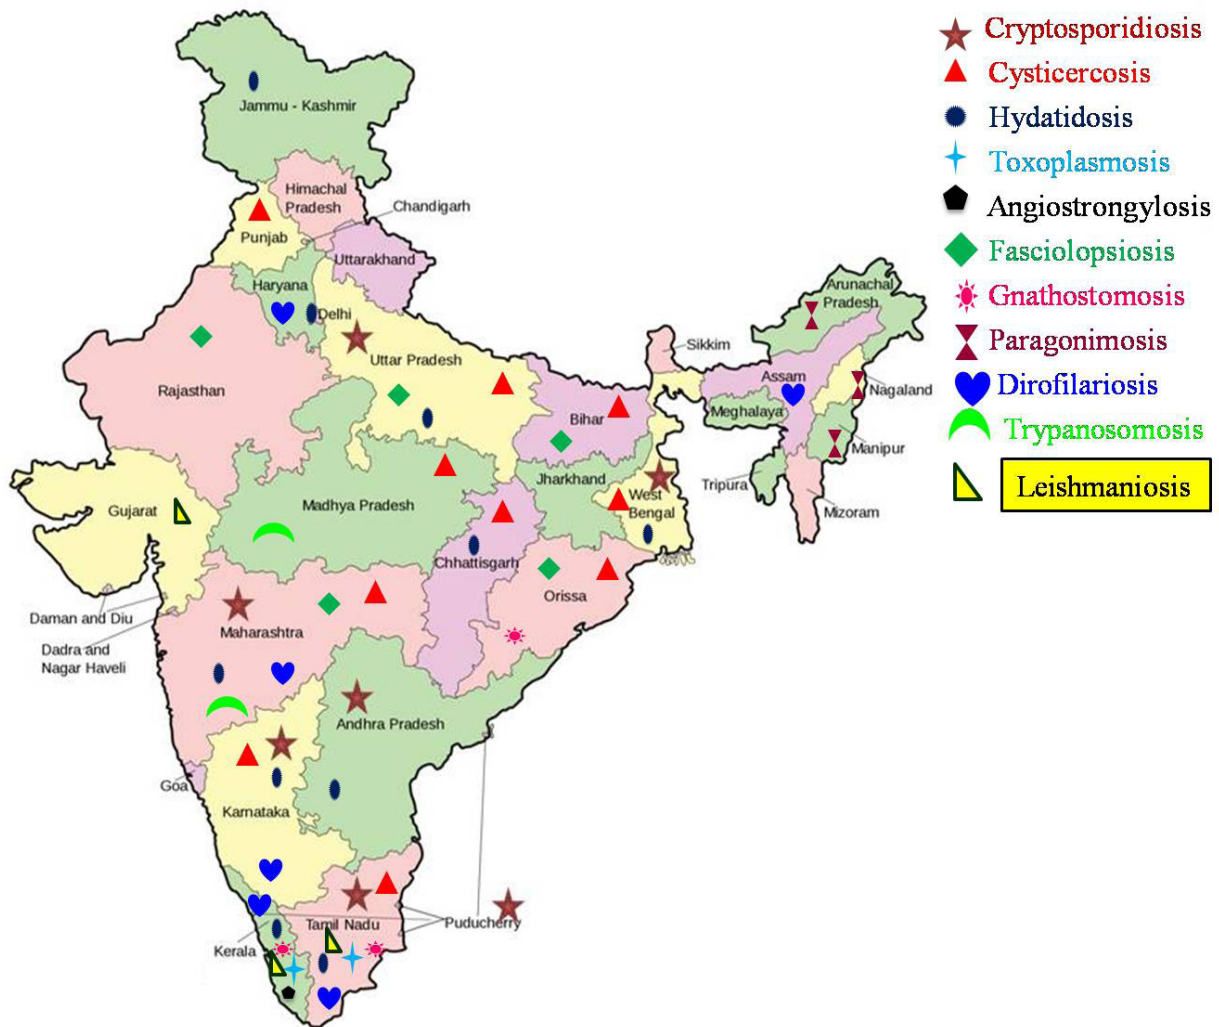 Cryptosporidiosis
Cysticercosis
Hydatidosis
Toxoplasmosis
Angiostrongylosis
Fasciolopsiosis
Gnathostomosis
Paragonimosis
Dirofilariosis
Trypanosomosis
Leishmaniosis
Jammu - Kashmir
Himachal
Pradesh
Chandigarh
Punjab
Uttarakhand
Haryana
Delhi
Uttar Pradesh
Rajasthan
Arunachal
Pradesh
Sikkim
Assam
Nagaland
Meghalaya
Bihar
Manipur
Jharkhand
Tripura
West
Bengal
Mizoram
Gujarat
Madhya Pradesh
Chhattisgarh
Orissa
Daman and Diu
Maharashtra
Dadra and
Nagar Haveli
Andhra Pradesh
Goa
Karnataka
Tamil Nadu
Puducherry
Kerala